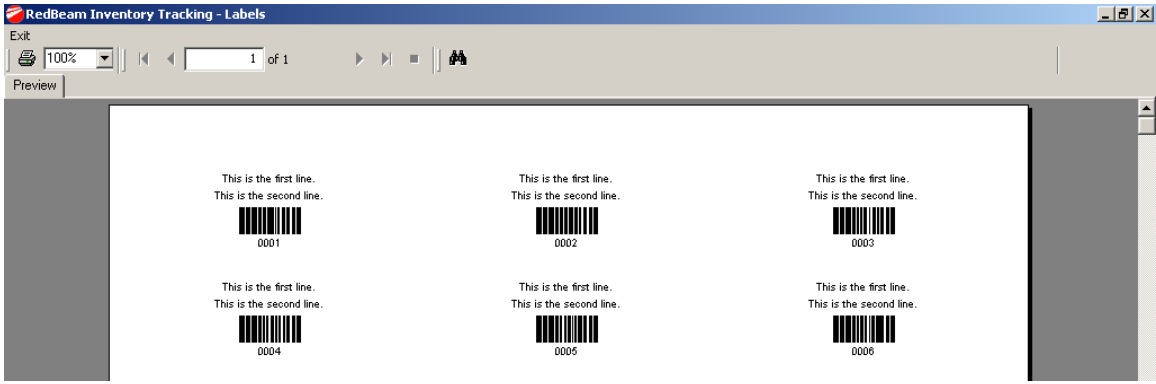 RedBeam Inventory Tracking - Labels
Exit
100% 1 of 1
Preview
This is the first line. This is the first line. This is the first line.
This is the second line. This is the second line. This is the second line.
0001 0002 0003
This is the first line. This is the first line. This is the first line.
This is the second line. This is the second line. This is the second line.
0004 0005 0006